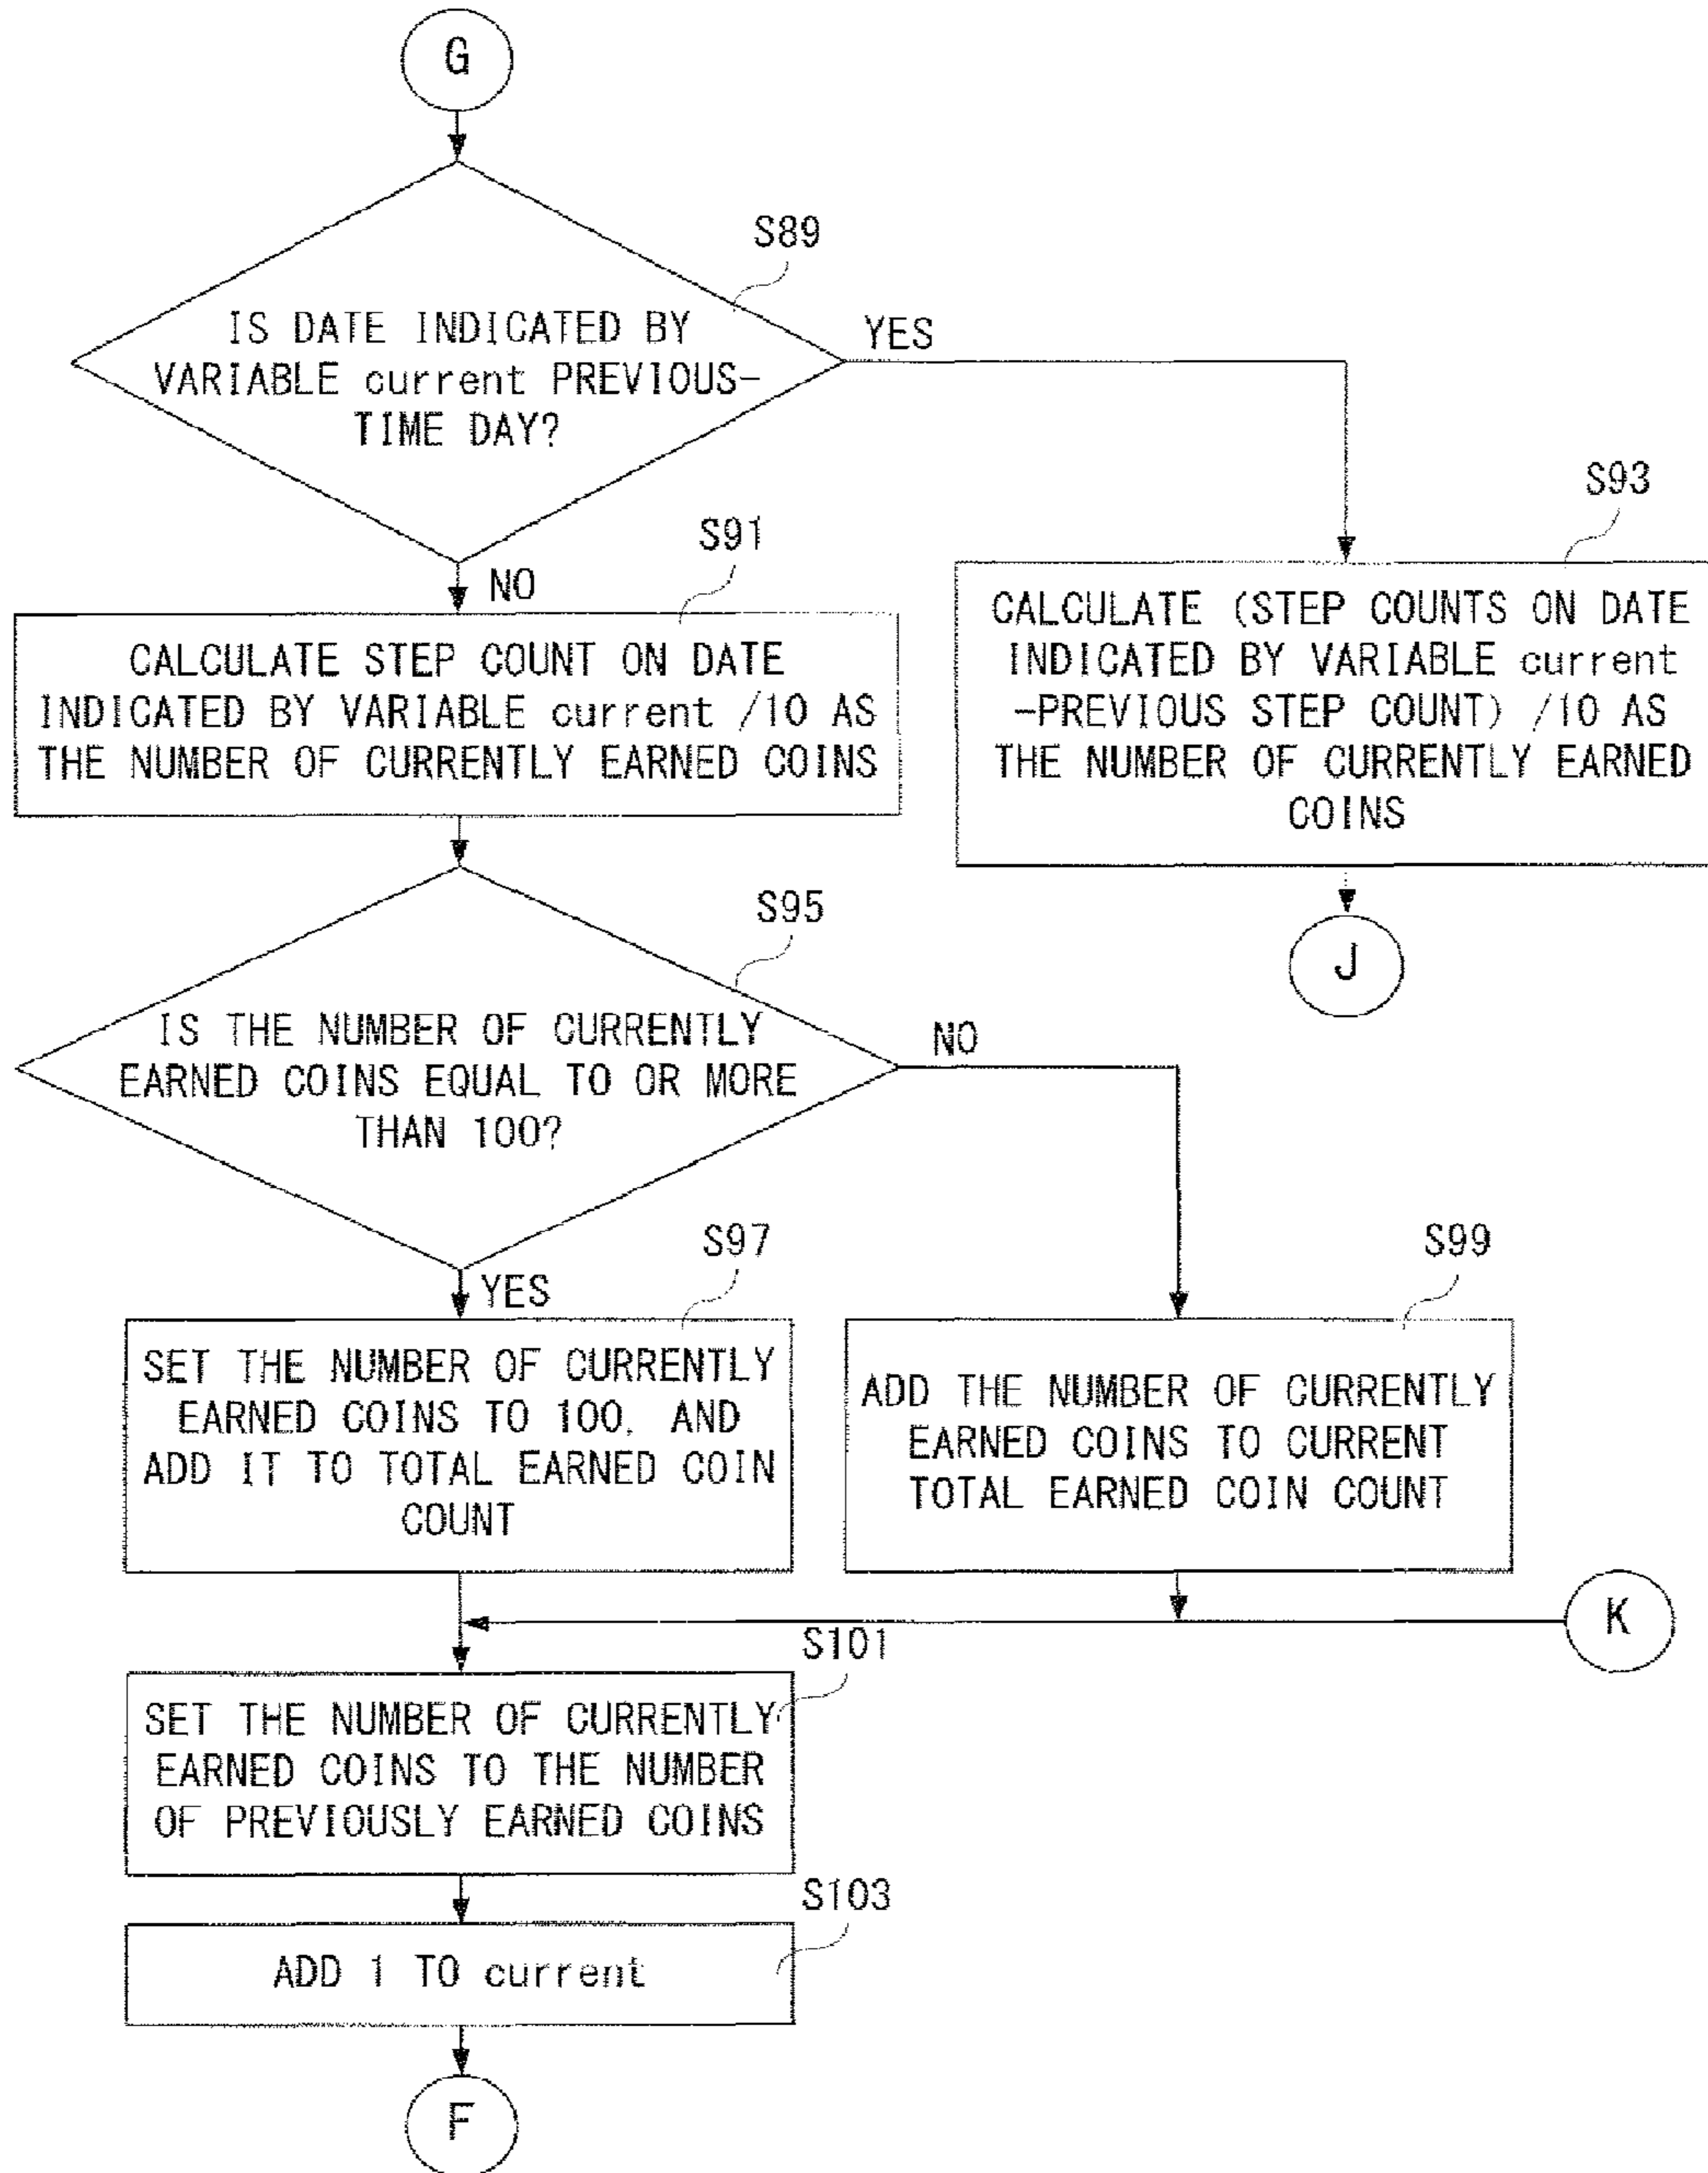 G
S89
IS DATE INDICATED BY
VARIABLE current PREVIOUS-
TIME DAY?
YES
NO
S91
CALCULATE STEP COUNT ON DATE
INDICATED BY VARIABLE current /10 AS
THE NUMBER OF CURRENTLY EARNED COINS
S93
CALCULATE (STEP COUNTS ON DATE
INDICATED BY VARIABLE current
-PREVIOUS STEP COUNT) /10 AS
THE NUMBER OF CURRENTLY EARNED
COINS
J
S95
IS THE NUMBER OF CURRENTLY
EARNED COINS EQUAL TO OR MORE
THAN 100?
NO
YES
S97
SET THE NUMBER OF CURRENTLY
EARNED COINS TO 100, AND
ADD IT TO TOTAL EARNED COIN
COUNT
S99
ADD THE NUMBER OF CURRENTLY
EARNED COINS TO CURRENT
TOTAL EARNED COIN COUNT
K
S101
SET THE NUMBER OF CURRENTLY
EARNED COINS TO THE NUMBER
OF PREVIOUSLY EARNED COINS
S103
ADD 1 TO current
F